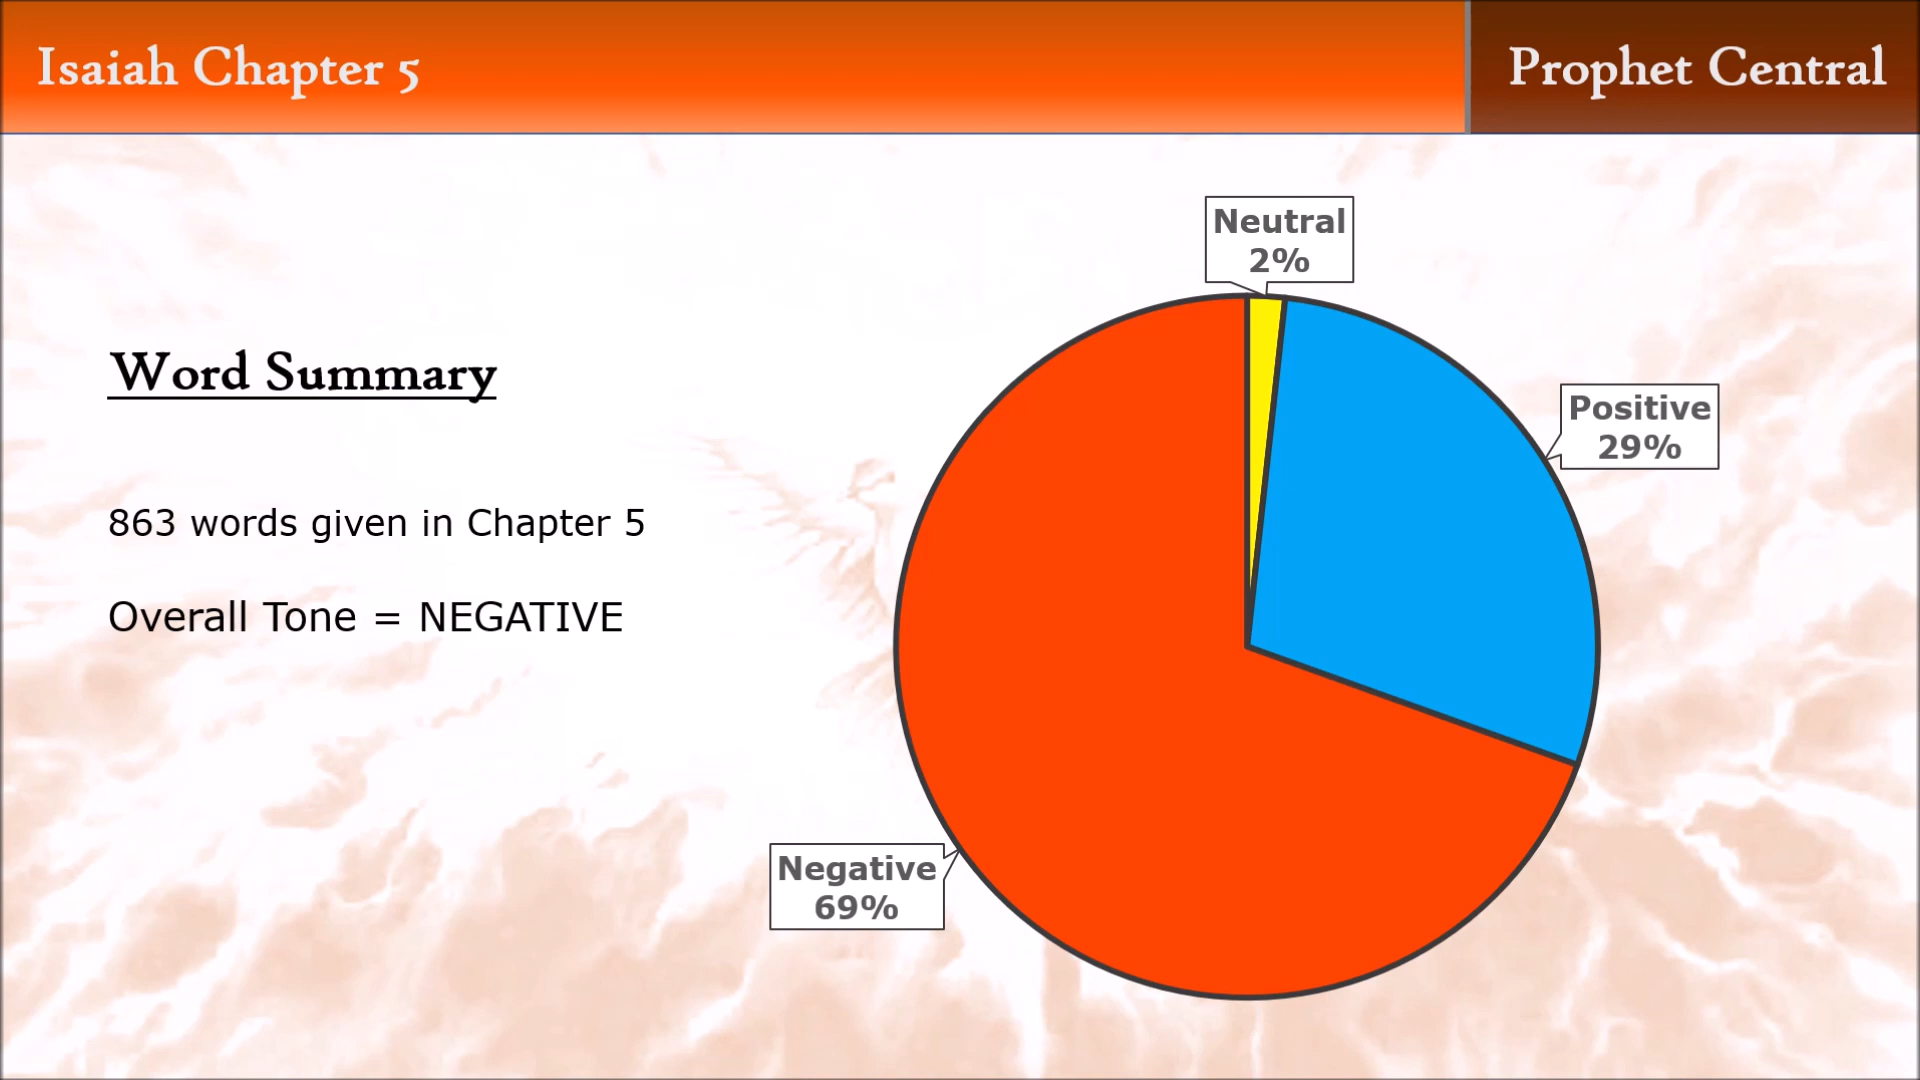 Isaiah Chapter 5
Prophet Central
Word Summary
863 words given in Chapter 5
Overall Tone = NEGATIVE
Neutral
2%
Positive
29%
Negative
69%